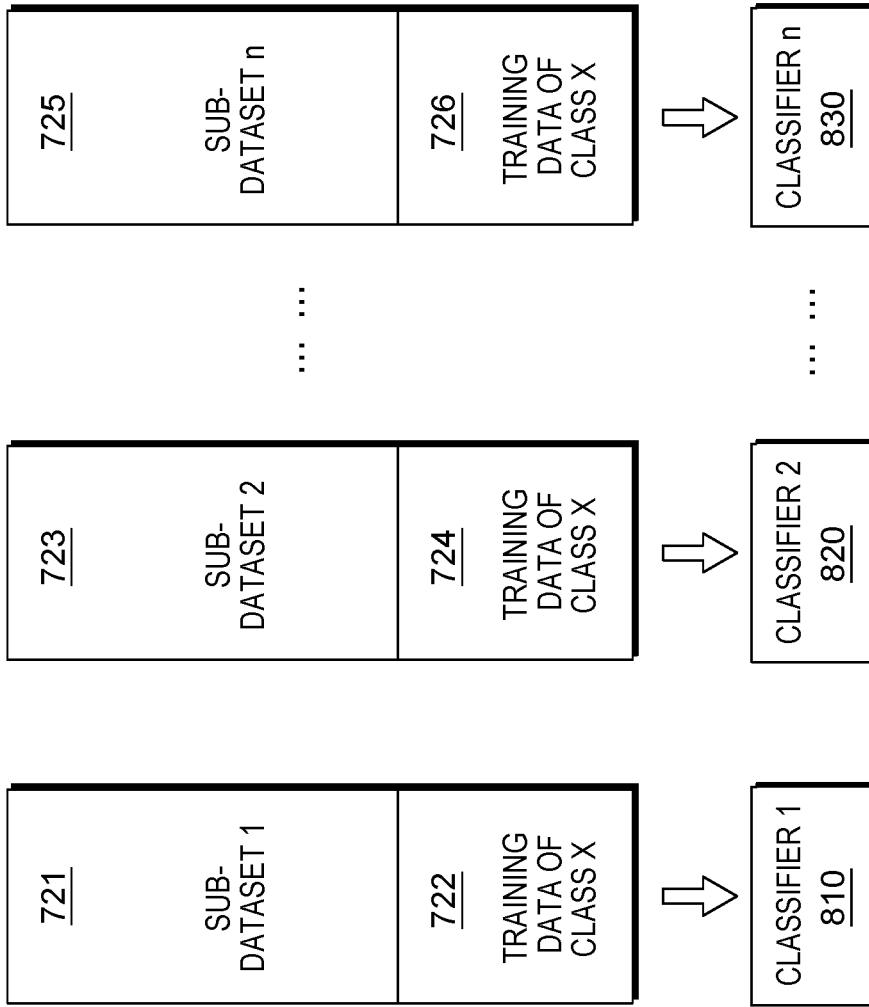 721
SUB-
DATASET 1
722
TRAINING
DATA OF
CLASS X
CLASSIFIER 1
810
723
SUB-
DATASET 2
724
TRAINING
DATA OF
CLASS X
CLASSIFIER 2
820
... ...
... ...
725
SUB-
DATASET n
726
TRAINING
DATA OF
CLASS X
CLASSIFIER n
830